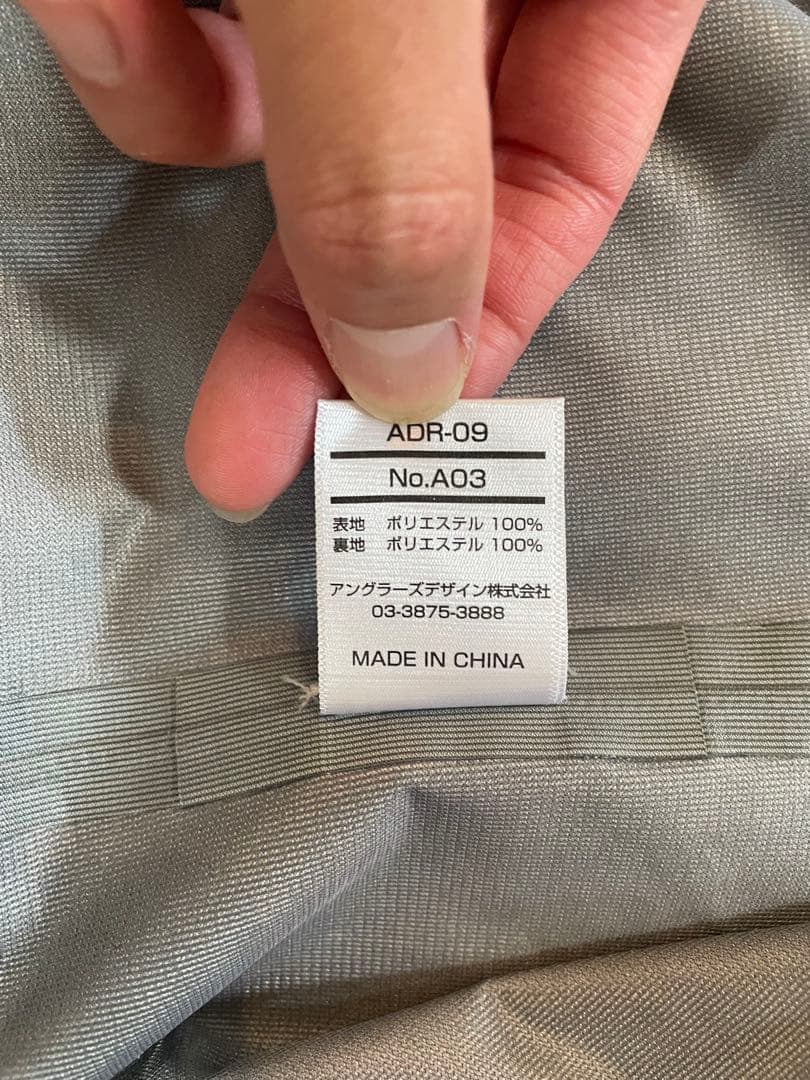 ADR-09
No.A03
表地 ポリエステル 100%
裏地 ポリエステル 100%
アングラーズデザイン株式会社
03-3875-3888
MADE IN CHINA